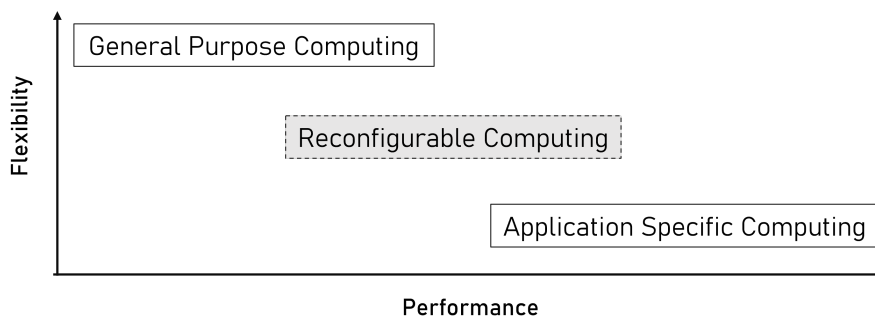 General Purpose Computing
Flexibility
Reconfigurable Computing
Application Specific Computing
Performance